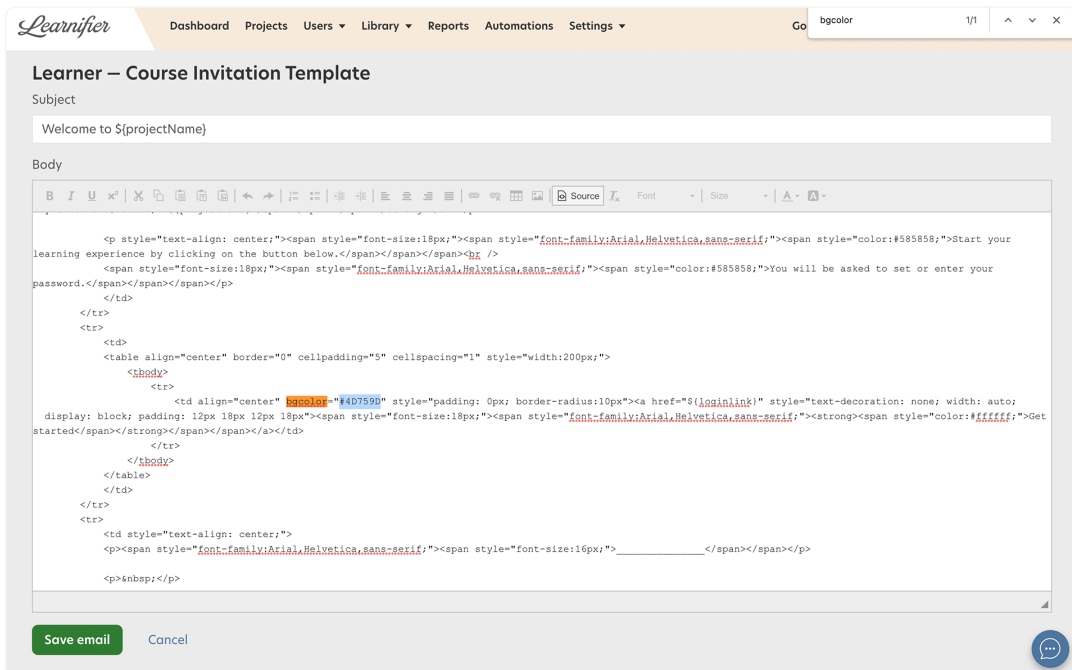 Learnifier
Dashboard Projects Users Library Reports Automations Settings Go
bgcolor 1/1
Learner — Course Invitation Template
Subject
Welcome to ${projectName}
Body
B I U x² Source Tx Font Size A A
<p style="text-align: center;"><span style="font-size:18px;"><span style="font-family:Arial,Helvetica,sans-serif;"><span style="color:#585858;">Start your
learning experience by clicking on the button below.</span></span></span><br />
<span style="font-size:18px;"><span style="font-family:Arial,Helvetica,sans-serif;"><span style="color:#585858;">You will be asked to set or enter your
password.</span></span></span></p>
</td>
</tr>
<tr>
<td>
<table align="center" border="0" cellpadding="5" cellspacing="1" style="width:200px;">
<tbody>
<tr>
<td align="center" bgcolor="#4D759D" style="padding: 0px; border-radius:10px"><a href="${loginlink}" style="text-decoration: none; width: auto;
display: block; padding: 12px 18px 12px 18px"><span style="font-size:18px;"><span style="font-family:Arial,Helvetica,sans-serif;"><strong><span style="color:#ffffff;">Get
started</span></strong></span></span></a></td>
</tr>
</tbody>
</table>
</td>
</tr>
<tr>
<td style="text-align: center;">
<p><span style="font-family:Arial,Helvetica,sans-serif;"><span style="font-size:16px;">_______________</span></span></p>
<p>&nbsp;</p>
Save email Cancel